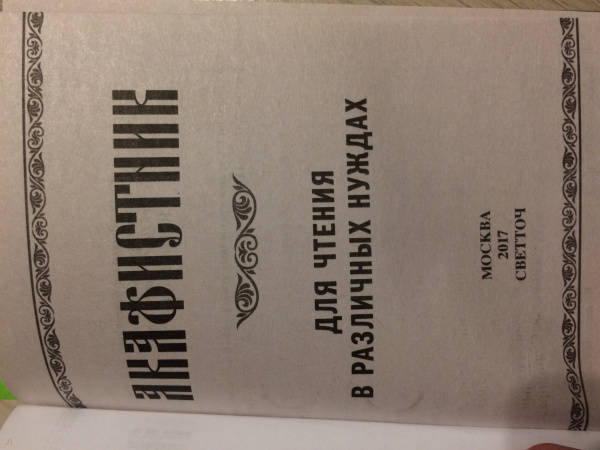 АКАФИСТНИК
ДЛЯ ЧТЕНИЯ
В РАЗЛИЧНЫХ НУЖДАХ
МОСКВА
2017
СВЕТТОЧ